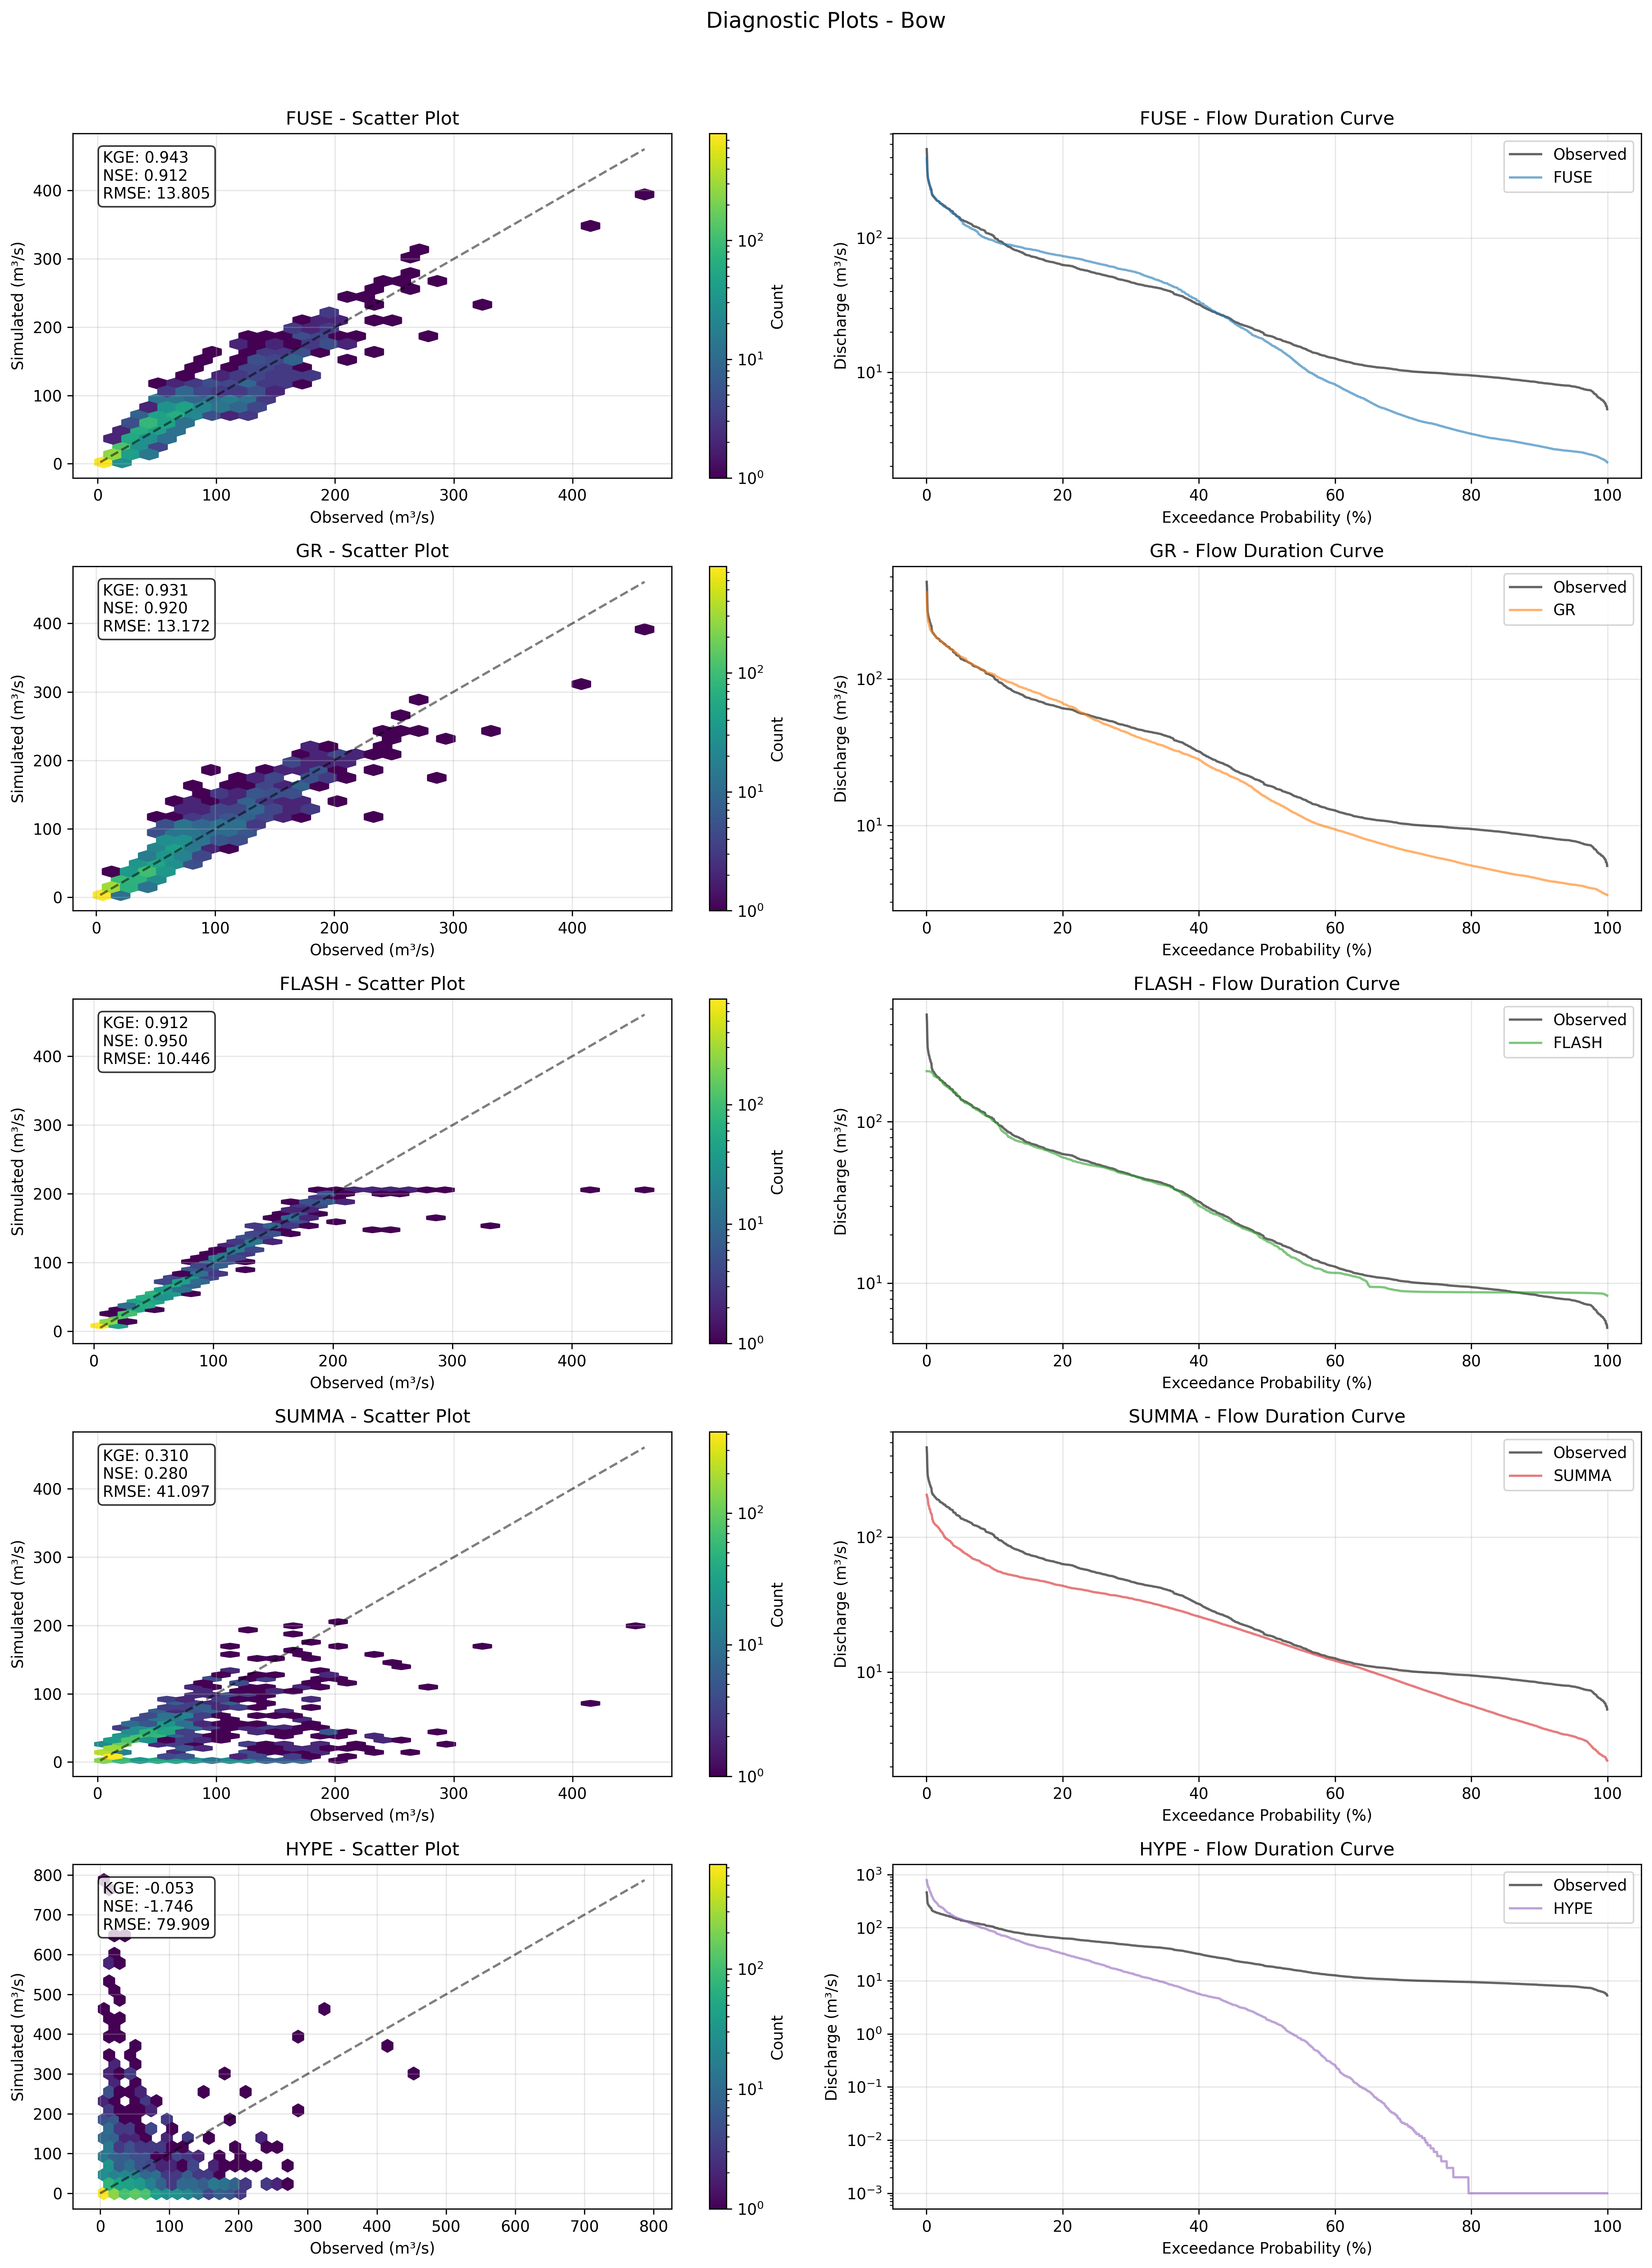 Diagnostic Plots - Bow
FUSE - Scatter Plot
KGE: 0.943
NSE: 0.912
RMSE: 13.805
Simulated (m³/s)
400
300
200
100
0
0 100 200 300 400
Observed (m³/s)
10²
10¹
10⁰
Count
FUSE - Flow Duration Curve
Observed
FUSE
Discharge (m³/s)
10²
10¹
0 20 40 60 80 100
Exceedance Probability (%)
GR - Scatter Plot
KGE: 0.931
NSE: 0.920
RMSE: 13.172
Simulated (m³/s)
400
300
200
100
0
0 100 200 300 400
Observed (m³/s)
10²
10¹
10⁰
Count
GR - Flow Duration Curve
Observed
GR
Discharge (m³/s)
10²
10¹
0 20 40 60 80 100
Exceedance Probability (%)
FLASH - Scatter Plot
KGE: 0.912
NSE: 0.950
RMSE: 10.446
Simulated (m³/s)
400
300
200
100
0
0 100 200 300 400
Observed (m³/s)
10²
10¹
10⁰
Count
FLASH - Flow Duration Curve
Observed
FLASH
Discharge (m³/s)
10²
10¹
0 20 40 60 80 100
Exceedance Probability (%)
SUMMA - Scatter Plot
KGE: 0.310
NSE: 0.280
RMSE: 41.097
Simulated (m³/s)
400
300
200
100
0
0 100 200 300 400
Observed (m³/s)
10²
10¹
10⁰
Count
SUMMA - Flow Duration Curve
Observed
SUMMA
Discharge (m³/s)
10²
10¹
0 20 40 60 80 100
Exceedance Probability (%)
HYPE - Scatter Plot
KGE: -0.053
NSE: -1.746
RMSE: 79.909
Simulated (m³/s)
800
700
600
500
400
300
200
100
0
0 100 200 300 400 500 600 700 800
Observed (m³/s)
10²
10¹
10⁰
Count
HYPE - Flow Duration Curve
Observed
HYPE
Discharge (m³/s)
10³
10²
10¹
10⁰
10⁻¹
10⁻²
10⁻³
0 20 40 60 80 100
Exceedance Probability (%)